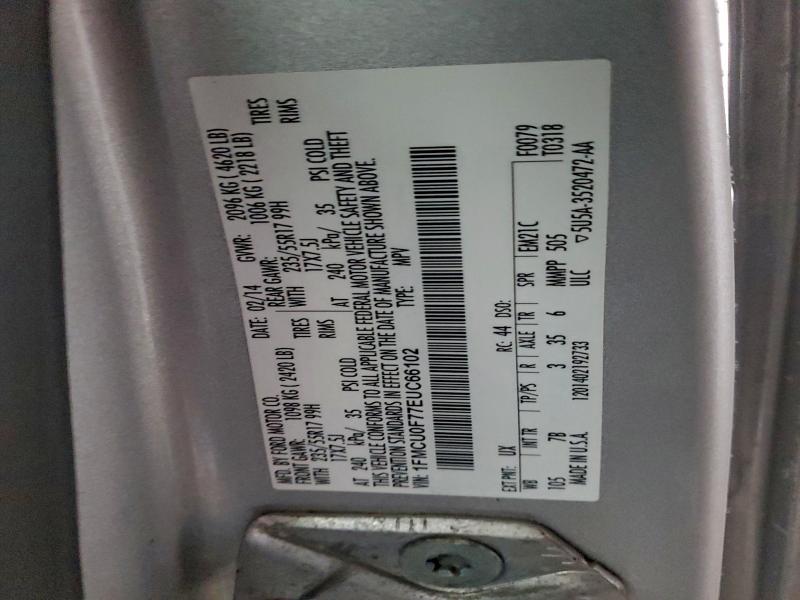 MFD. BY FORD MOTOR CO. DATE: 02/14 GVWR: 2096 KG ( 4620 LB)
FRONT GAWR: 1098 KG ( 2420 LB) REAR GAWR: 1006 KG ( 2218 LB)
235/55R17 99H TIRES WITH 235/55R17 99H TIRES
17X7.5J RIMS WITH 17X7.5J RIMS
AT 240 kPa/ 35 PSI COLD AT 240 kPa/ 35 PSI COLD
THIS VEHICLE CONFORMS TO ALL APPLICABLE FEDERAL MOTOR VEHICLE SAFETY AND THEFT
PREVENTION STANDARDS IN EFFECT ON THE DATE OF MANUFACTURE SHOWN ABOVE.
VIN: 1FMCU0F77EUC66102 TYPE: MPV
EXT PNT: UX RC: 44 DSO: F0079
WB INT TR TP/PS R AXLE TR SPR EM21C T0318
105 7B 3 35 6 MMPP 505
MADE IN U.S.A. 1201402192733 ULC ▽5U5A-3520472-AA